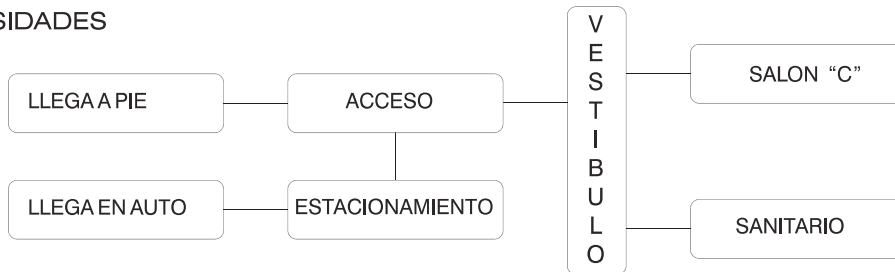 SIDADES
LLEGA A PIE
ACCESO
VESTIBULO
SALON “C”
LLEGA EN AUTO
ESTACIONAMIENTO
SANITARIO